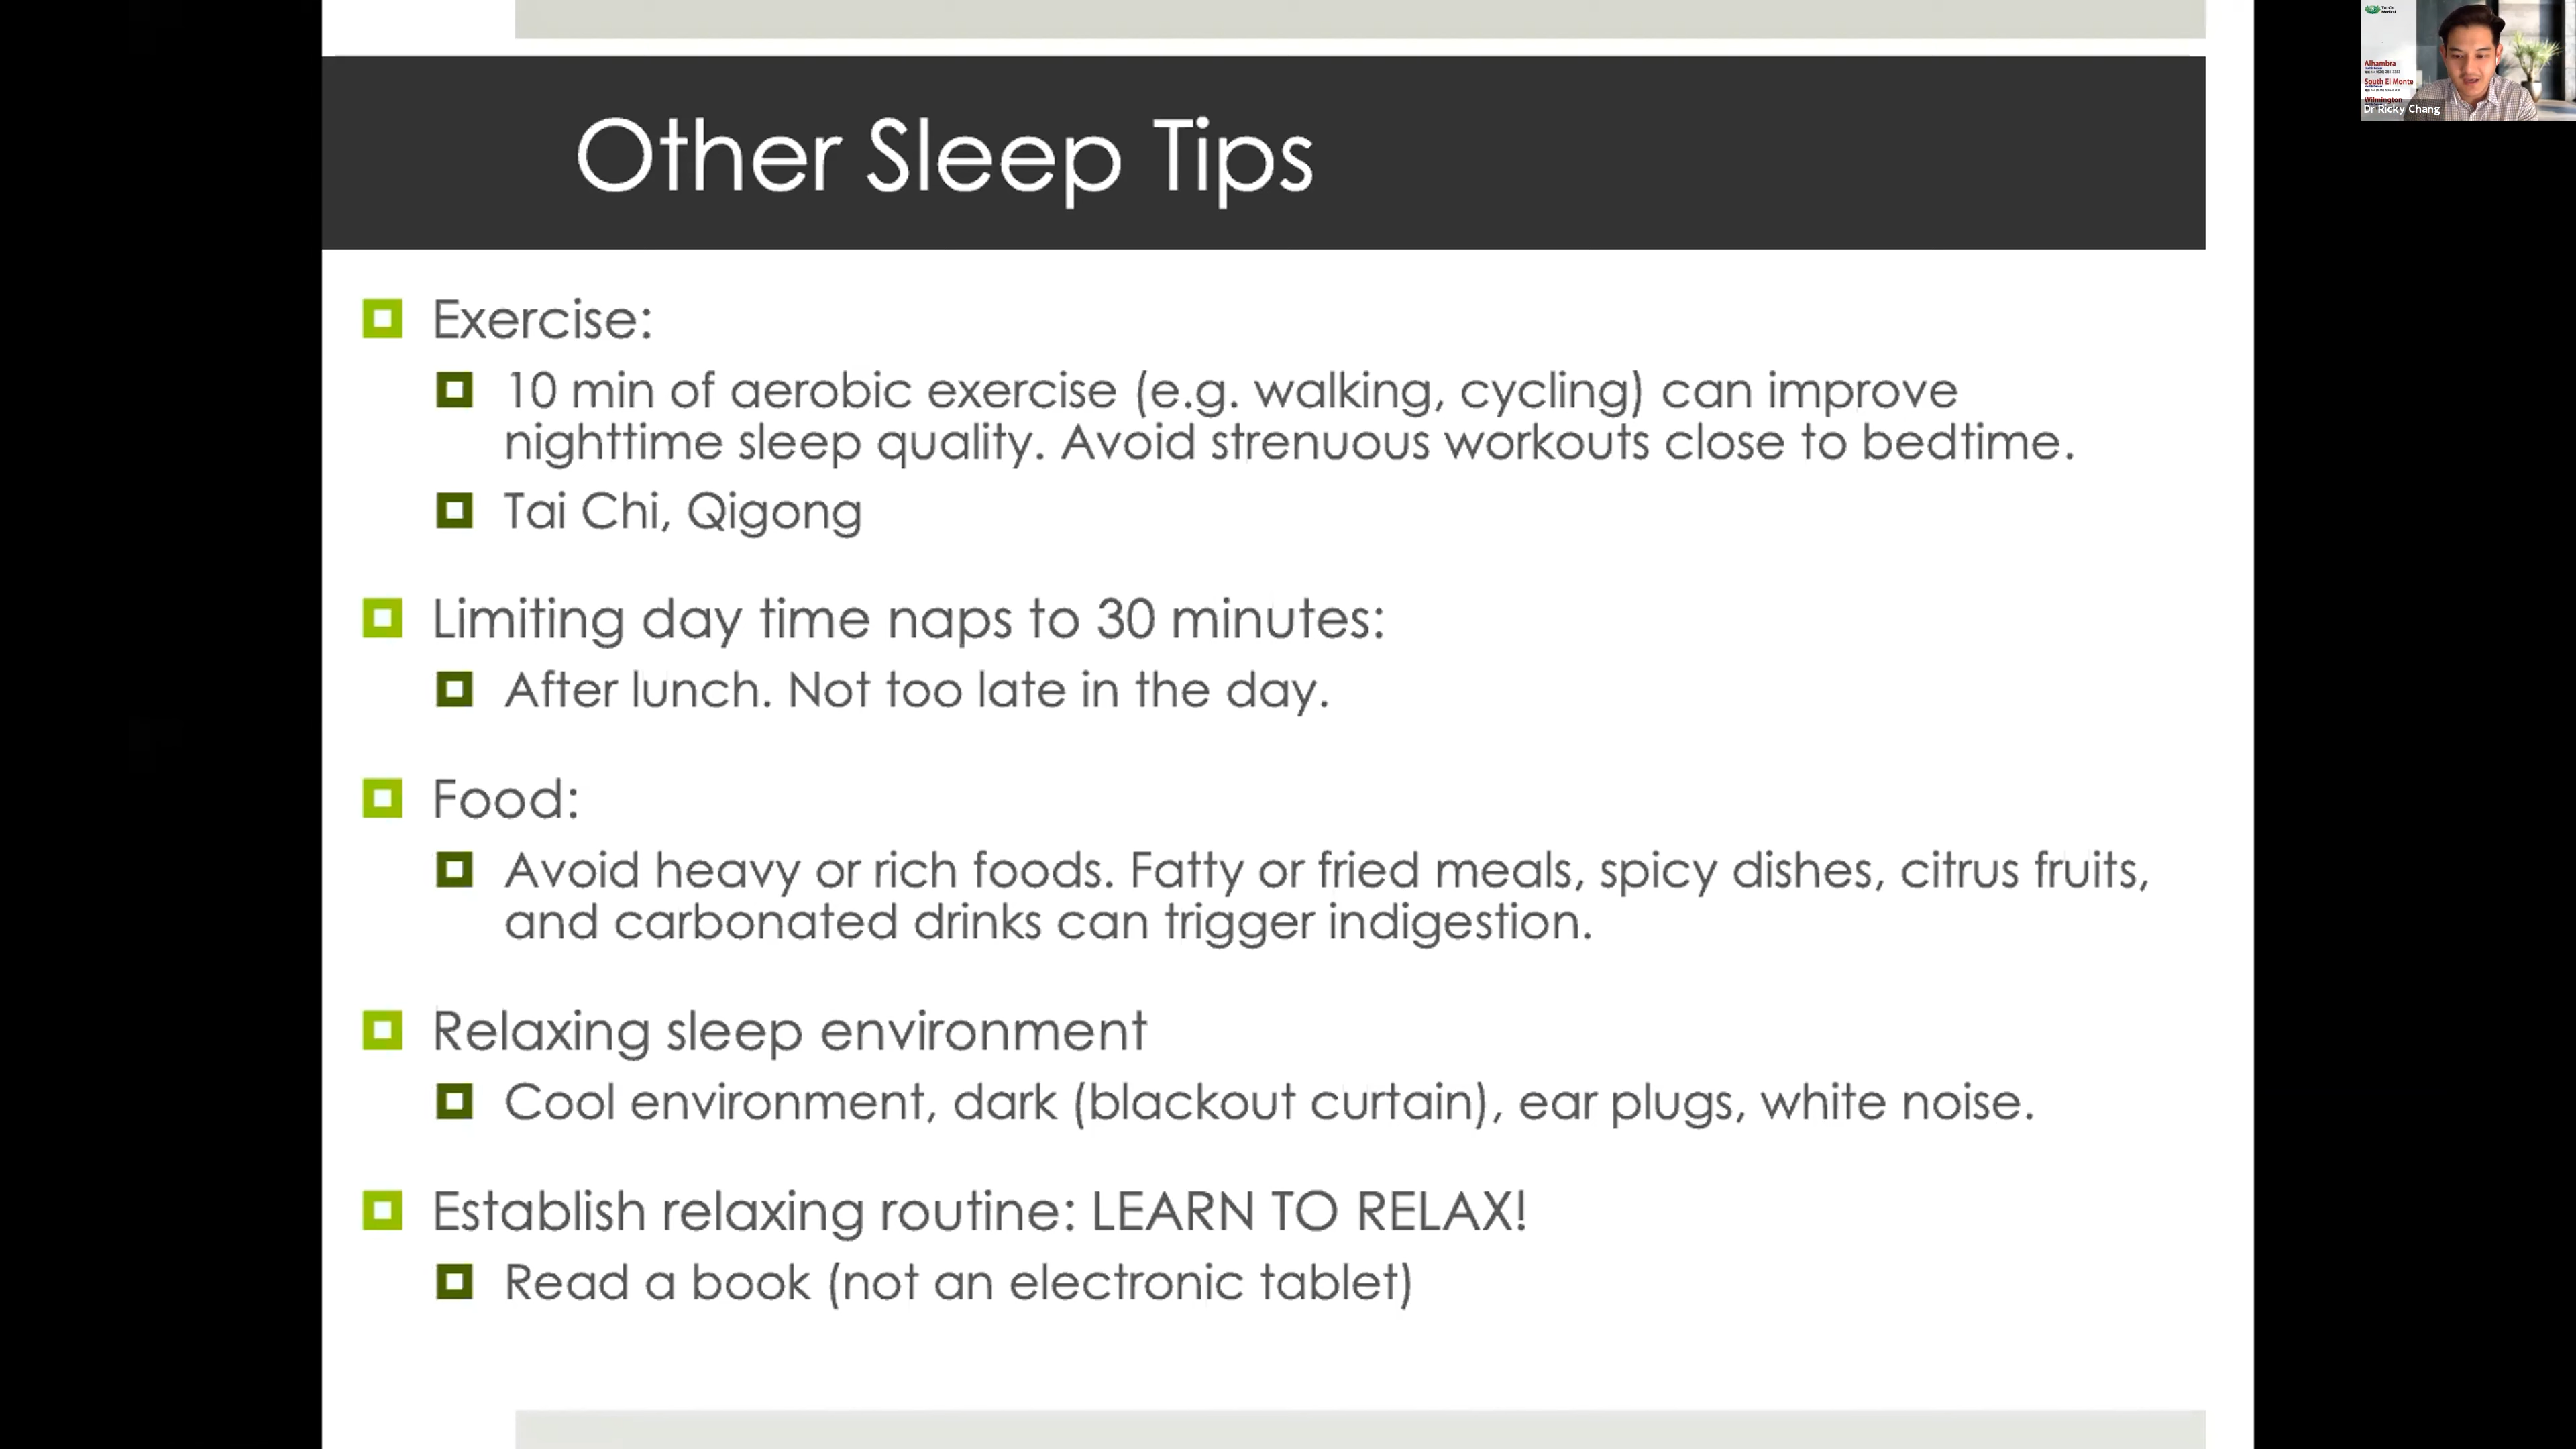 Other Sleep Tips
Exercise:
10 min of aerobic exercise (e.g. walking, cycling) can improve
nighttime sleep quality. Avoid strenuous workouts close to bedtime.
Tai Chi, Qigong
Limiting day time naps to 30 minutes:
After lunch. Not too late in the day.
Food:
Avoid heavy or rich foods. Fatty or fried meals, spicy dishes, citrus fruits,
and carbonated drinks can trigger indigestion.
Relaxing sleep environment
Cool environment, dark (blackout curtain), ear plugs, white noise.
Establish relaxing routine: LEARN TO RELAX!
Read a book (not an electronic tablet)
Medical
Alhambra
South El Monte
Wilmington
Dr Ricky Chang